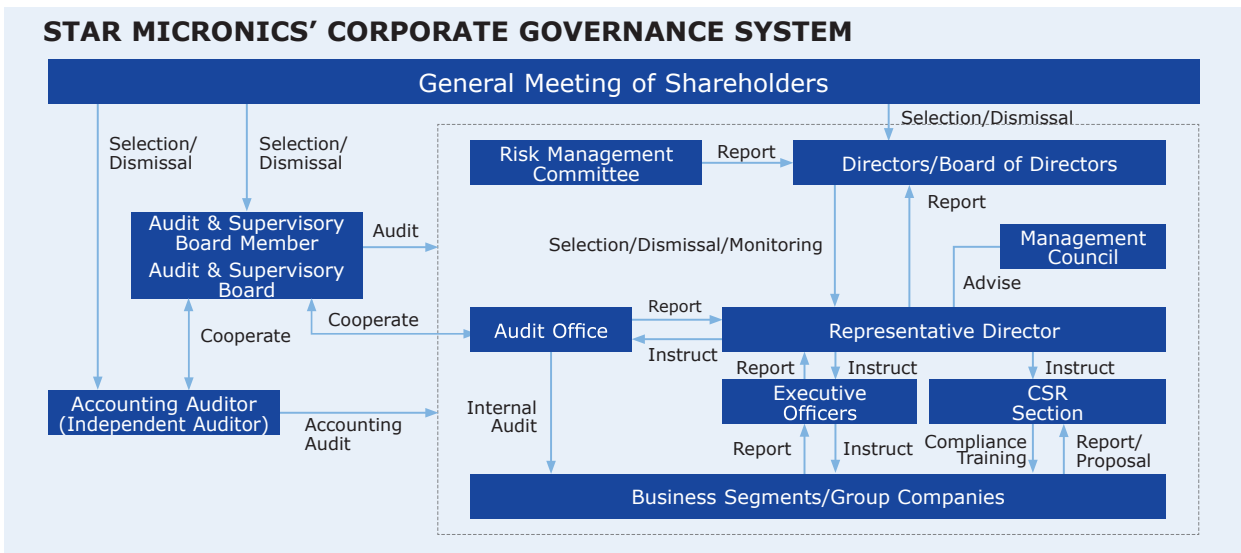 STAR MICRONICS’ CORPORATE GOVERNANCE SYSTEM
General Meeting of Shareholders
Selection/
Dismissal
Selection/
Dismissal
Selection/Dismissal
Risk Management
Committee
Report
Directors/Board of Directors
Audit & Supervisory
Board Member
Audit & Supervisory
Board
Audit
Selection/Dismissal/Monitoring
Report
Management
Council
Advise
Cooperate
Cooperate
Audit Office
Report
Instruct
Representative Director
Report
Instruct
Instruct
Accounting Auditor
(Independent Auditor)
Accounting
Audit
Internal
Audit
Executive
Officers
CSR
Section
Report
Instruct
Compliance
Training
Report/
Proposal
Business Segments/Group Companies